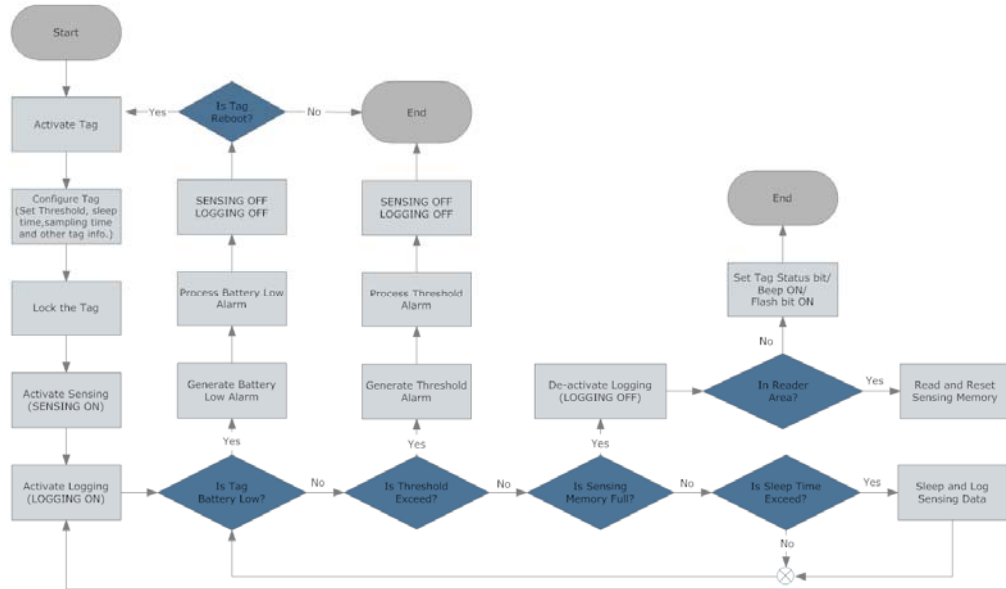 Start
Activate Tag
Configure Tag
(Set Threshold, sleep
time,sampling time
and other tag info.)
Lock the Tag
Activate Sensing
(SENSING ON)
Activate Logging
(LOGGING ON)
Yes
Is Tag
Reboot?
No
End
SENSING OFF
LOGGING OFF
Process Battery Low
Alarm
Generate Battery
Low Alarm
Yes
Is Tag
Battery Low?
No
SENSING OFF
LOGGING OFF
Process Threshold
Alarm
Generate Threshold
Alarm
Yes
Is Threshold
Exceed?
No
De-activate Logging
(LOGGING OFF)
Yes
Is Sensing
Memory Full?
No
End
Set Tag Status bit/
Beep ON/
Flash bit ON
No
In Reader
Area?
Yes
Read and Reset
Sensing Memory
Is Sleep Time
Exceed?
Yes
Sleep and Log
Sensing Data
No